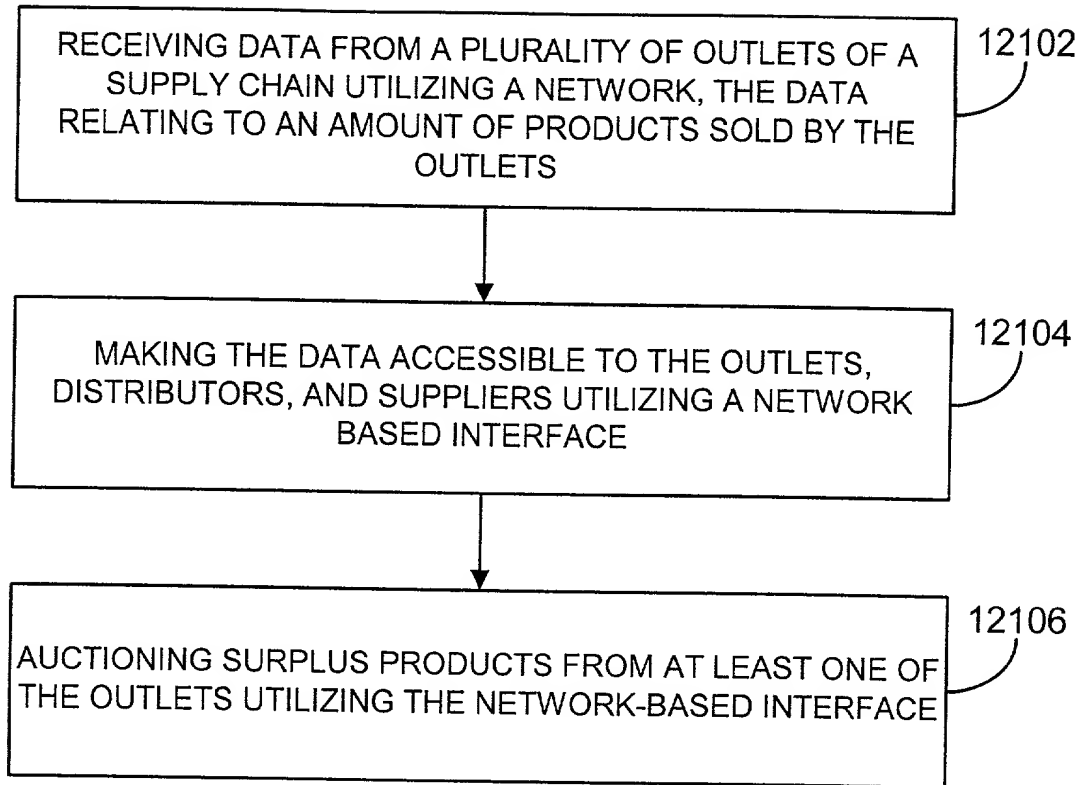 RECEIVING DATA FROM A PLURALITY OF OUTLETS OF A
SUPPLY CHAIN UTILIZING A NETWORK, THE DATA
RELATING TO AN AMOUNT OF PRODUCTS SOLD BY THE
OUTLETS
12102
MAKING THE DATA ACCESSIBLE TO THE OUTLETS,
DISTRIBUTORS, AND SUPPLIERS UTILIZING A NETWORK
BASED INTERFACE
12104
AUCTIONING SURPLUS PRODUCTS FROM AT LEAST ONE OF
THE OUTLETS UTILIZING THE NETWORK-BASED INTERFACE
12106